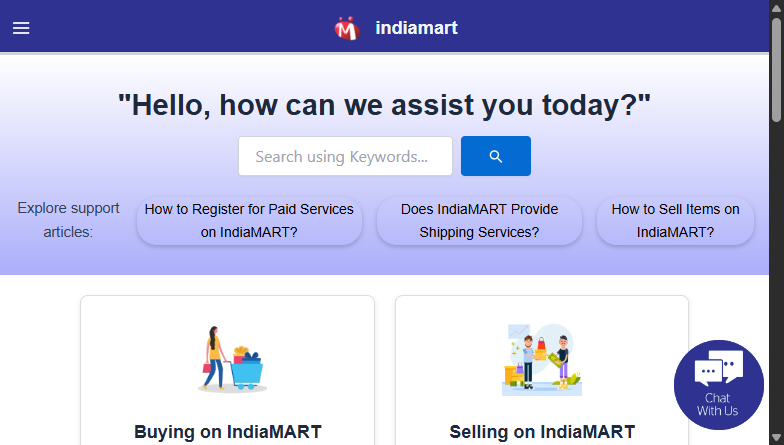 indiamart
"Hello, how can we assist you today?"
Search using Keywords...
Explore support
articles:
How to Register for Paid Services
on IndiaMART?
Does IndiaMART Provide
Shipping Services?
How to Sell Items on
IndiaMART?
Buying on IndiaMART
Selling on IndiaMART
Chat
With Us